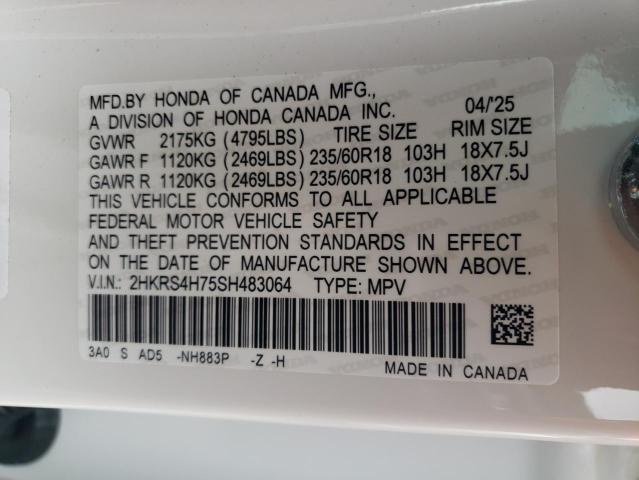 MFD.BY HONDA OF CANADA MFG.,
A DIVISION OF HONDA CANADA INC. 04/'25
GVWR 2175KG (4795LBS) TIRE SIZE RIM SIZE
GAWR F 1120KG (2469LBS) 235/60R18 103H 18X7.5J
GAWR R 1120KG (2469LBS) 235/60R18 103H 18X7.5J
THIS VEHICLE CONFORMS TO ALL APPLICABLE
FEDERAL MOTOR VEHICLE SAFETY
AND THEFT PREVENTION STANDARDS IN EFFECT
ON THE DATE OF MANUFACTURE SHOWN ABOVE.
V.I.N.: 2HKRS4H75SH483064 TYPE: MPV
3A0 S AD5 -NH883P -Z -H
MADE IN CANADA